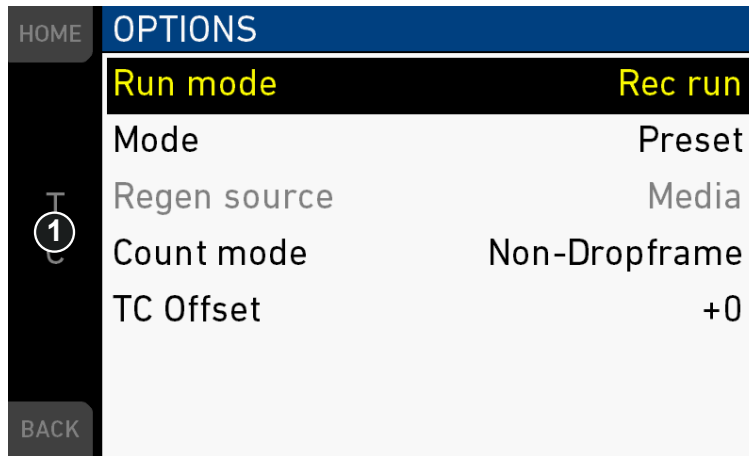 HOME
OPTIONS
Run mode Rec run
Mode Preset
Regen source Media
T
1
C
Count mode Non-Dropframe
TC Offset +0
BACK